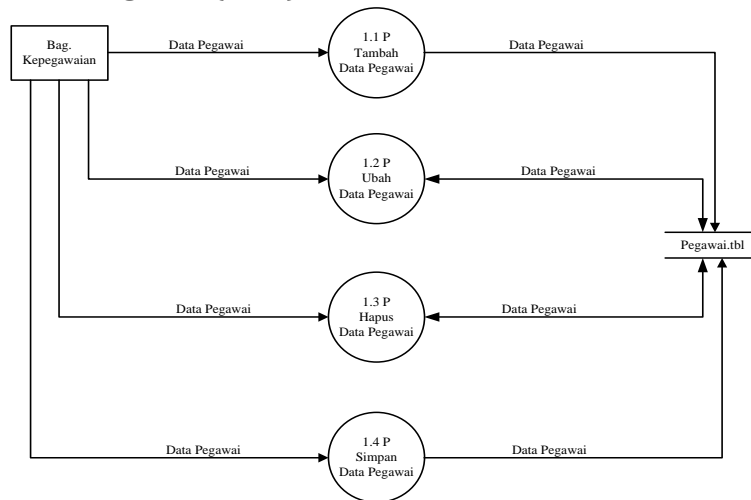 Bag.
Kepegawaian
Data Pegawai
1.1 P
Tambah
Data Pegawai
Data Pegawai
Data Pegawai
1.2 P
Ubah
Data Pegawai
Data Pegawai
Pegawai.tbl
Data Pegawai
1.3 P
Hapus
Data Pegawai
Data Pegawai
Data Pegawai
1.4 P
Simpan
Data Pegawai
Data Pegawai